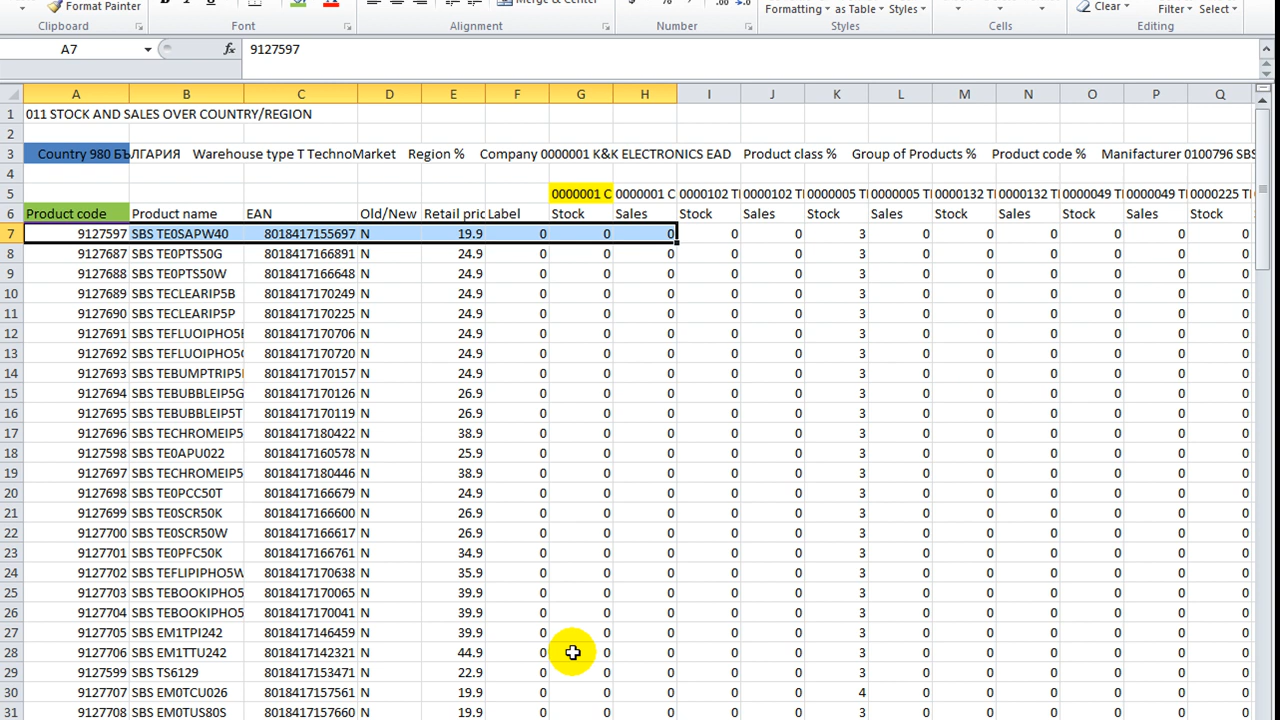 Format Painter Merge & Center $ % Formatting as Table Styles Clear Filter Select
Clipboard Font Alignment Number Styles Cells Editing
A7 fx 9127597
A B C D E F G H I J K L M N O P Q
1 011 STOCK AND SALES OVER COUNTRY/REGION
2
3 Country 980 БЪЛГАРИЯ Warehouse type T TechnoMarket Region % Company 0000001 K&K ELECTRONICS EAD Product class % Group of Products % Product code % Manifacturer 0100796 SBS
4
5 0000001 C 0000001 C 0000102 T 0000102 T 0000005 T 0000005 T 0000132 T 0000132 T 0000049 T 0000049 T 0000225 T
6 Product code Product name EAN Old/New Retail pric Label Stock Sales Stock Sales Stock Sales Stock Sales Stock Sales Stock
7 9127597 SBS TE0SAPW40 8018417155697 N 19.9 0 0 0 0 0 3 0 0 0 0 0 0
8 9127687 SBS TE0PTS50G 8018417166891 N 24.9 0 0 0 0 0 3 0 0 0 0 0 0
9 9127688 SBS TE0PTS50W 8018417166648 N 24.9 0 0 0 0 0 3 0 0 0 0 0 0
10 9127689 SBS TECLEARIP5B 8018417170249 N 24.9 0 0 0 0 0 3 0 0 0 0 0 0
11 9127690 SBS TECLEARIP5P 8018417170225 N 24.9 0 0 0 0 0 3 0 0 0 0 0 0
12 9127691 SBS TEFLUOIPHO5 8018417170706 N 24.9 0 0 0 0 0 3 0 0 0 0 0 0
13 9127692 SBS TEFLUOIPHO5 8018417170720 N 24.9 0 0 0 0 0 3 0 0 0 0 0 0
14 9127693 SBS TEBUMPTRIP5 8018417170157 N 24.9 0 0 0 0 0 3 0 0 0 0 0 0
15 9127694 SBS TEBUBBLEIP5G 8018417170126 N 26.9 0 0 0 0 0 3 0 0 0 0 0 0
16 9127695 SBS TEBUBBLEIP5T 8018417170119 N 26.9 0 0 0 0 0 3 0 0 0 0 0 0
17 9127696 SBS TECHROMEIP5 8018417180422 N 38.9 0 0 0 0 0 3 0 0 0 0 0 0
18 9127598 SBS TE0APU022 8018417160578 N 25.9 0 0 0 0 0 3 0 0 0 0 0 0
19 9127697 SBS TECHROMEIP5 8018417180446 N 38.9 0 0 0 0 0 3 0 0 0 0 0 0
20 9127698 SBS TE0PCC50T 8018417166679 N 24.9 0 0 0 0 0 3 0 0 0 0 0 0
21 9127699 SBS TE0SCR50K 8018417166600 N 26.9 0 0 0 0 0 3 0 0 0 0 0 0
22 9127700 SBS TE0SCR50W 8018417166617 N 26.9 0 0 0 0 0 3 0 0 0 0 0 0
23 9127701 SBS TE0PFC50K 8018417166761 N 34.9 0 0 0 0 0 3 0 0 0 0 0 0
24 9127702 SBS TEFLIPIPHO5W 8018417170638 N 35.9 0 0 0 0 0 3 0 0 0 0 0 0
25 9127703 SBS TEBOOKIPHO5 8018417170065 N 39.9 0 0 0 0 0 3 0 0 0 0 0 0
26 9127704 SBS TEBOOKIPHO5 8018417170041 N 39.9 0 0 0 0 0 3 0 0 0 0 0 0
27 9127705 SBS EM1TPI242 8018417146459 N 39.9 0 0 0 0 0 3 0 0 0 0 0 0
28 9127706 SBS EM1TTU242 8018417142321 N 44.9 0 0 0 0 0 3 0 0 0 0 0 0
29 9127599 SBS TS6129 8018417153471 N 22.9 0 0 0 0 0 3 0 0 0 0 0 0
30 9127707 SBS EM0TCU026 8018417157561 N 19.9 0 0 0 0 0 4 0 0 0 0 0 0
31 9127708 SBS EM0TUS80S 8018417157660 N 19.9 0 0 0 0 0 3 0 0 0 0 0 0